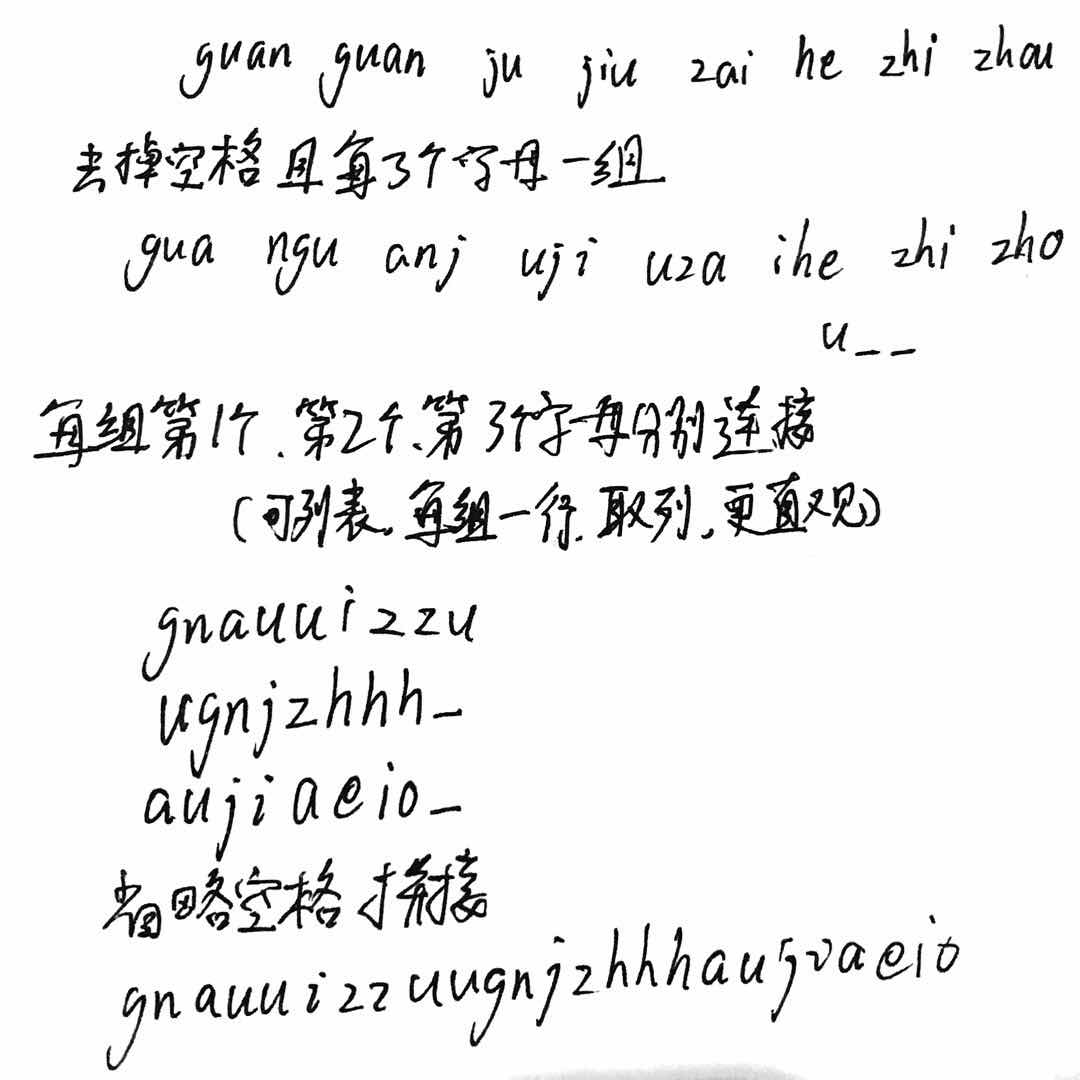 guan guan ju jiu zai he zhi zhou
去掉空格且每3个字母一组
gua ngu anj uji uza ihe zhi zho
u__
每组第1个、第2个、第3个字母分别连接
(可列表,每组一行,取列,更直观)
gnauuizzu
ugnjzhhh_
aujiaeio_
省略空格拼接
gnauuizzuugnjzhhhaujiaeio